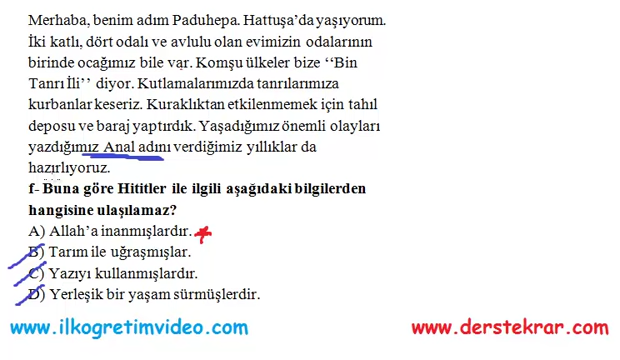 Merhaba, benim adım Paduhepa. Hattuşa’da yaşıyorum.
İki katlı, dört odalı ve avlulu olan evimizin odalarının
birinde ocağımız bile var. Komşu ülkeler bize ‘‘Bin
Tanrı İli’’ diyor. Kutlamalarımızda tanrılarımıza
kurbanlar keseriz. Kuraklıktan etkilenmemek için tahıl
deposu ve baraj yaptırdık. Yaşadığımız önemli olayları
yazdığımız Anal adını verdiğimiz yıllıklar da
hazırlıyoruz.
f- Buna göre Hititler ile ilgili aşağıdaki bilgilerden
hangisine ulaşılamaz?
A) Allah’a inanmışlardır.
B) Tarım ile uğraşmışlar.
C) Yazıyı kullanmışlardır.
D) Yerleşik bir yaşam sürmüşlerdir.
www.ilkogretimvideo.com www.derstekrar.com